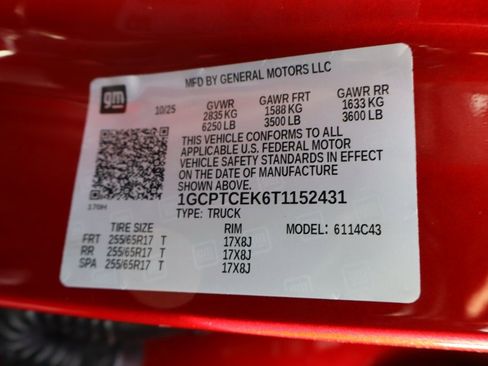 MFD BY GENERAL MOTORS LLC
gm
10/25 GVWR GAWR FRT GAWR RR
2835 KG 1588 KG 1633 KG
6250 LB 3500 LB 3600 LB
THIS VEHICLE CONFORMS TO ALL
APPLICABLE U.S. FEDERAL MOTOR
VEHICLE SAFETY STANDARDS IN EFFECT
ON THE DATE OF MANUFACTURE
SHOWN ABOVE.
1GCPTCEK6T1152431
TYPE: TRUCK
TIRE SIZE RIM MODEL: 6114C43
FRT 255/65R17 T 17X8J
RR 255/65R17 T 17X8J
SPA 255/65R17 T 17X8J